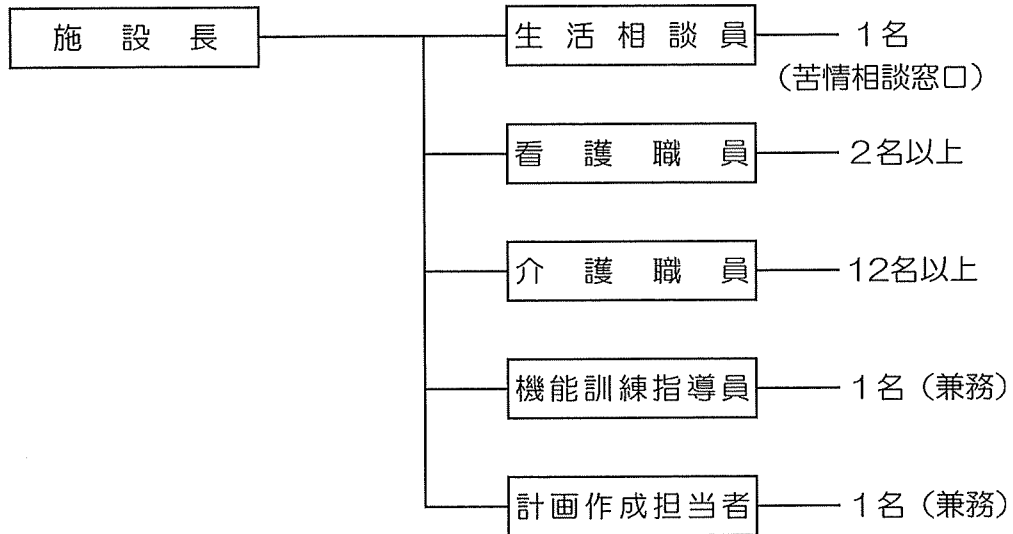 施設長
生活相談員 1名
(苦情相談窓口)
看護職員 2名以上
介護職員 12名以上
機能訓練指導員 1名(兼務)
計画作成担当者 1名(兼務)